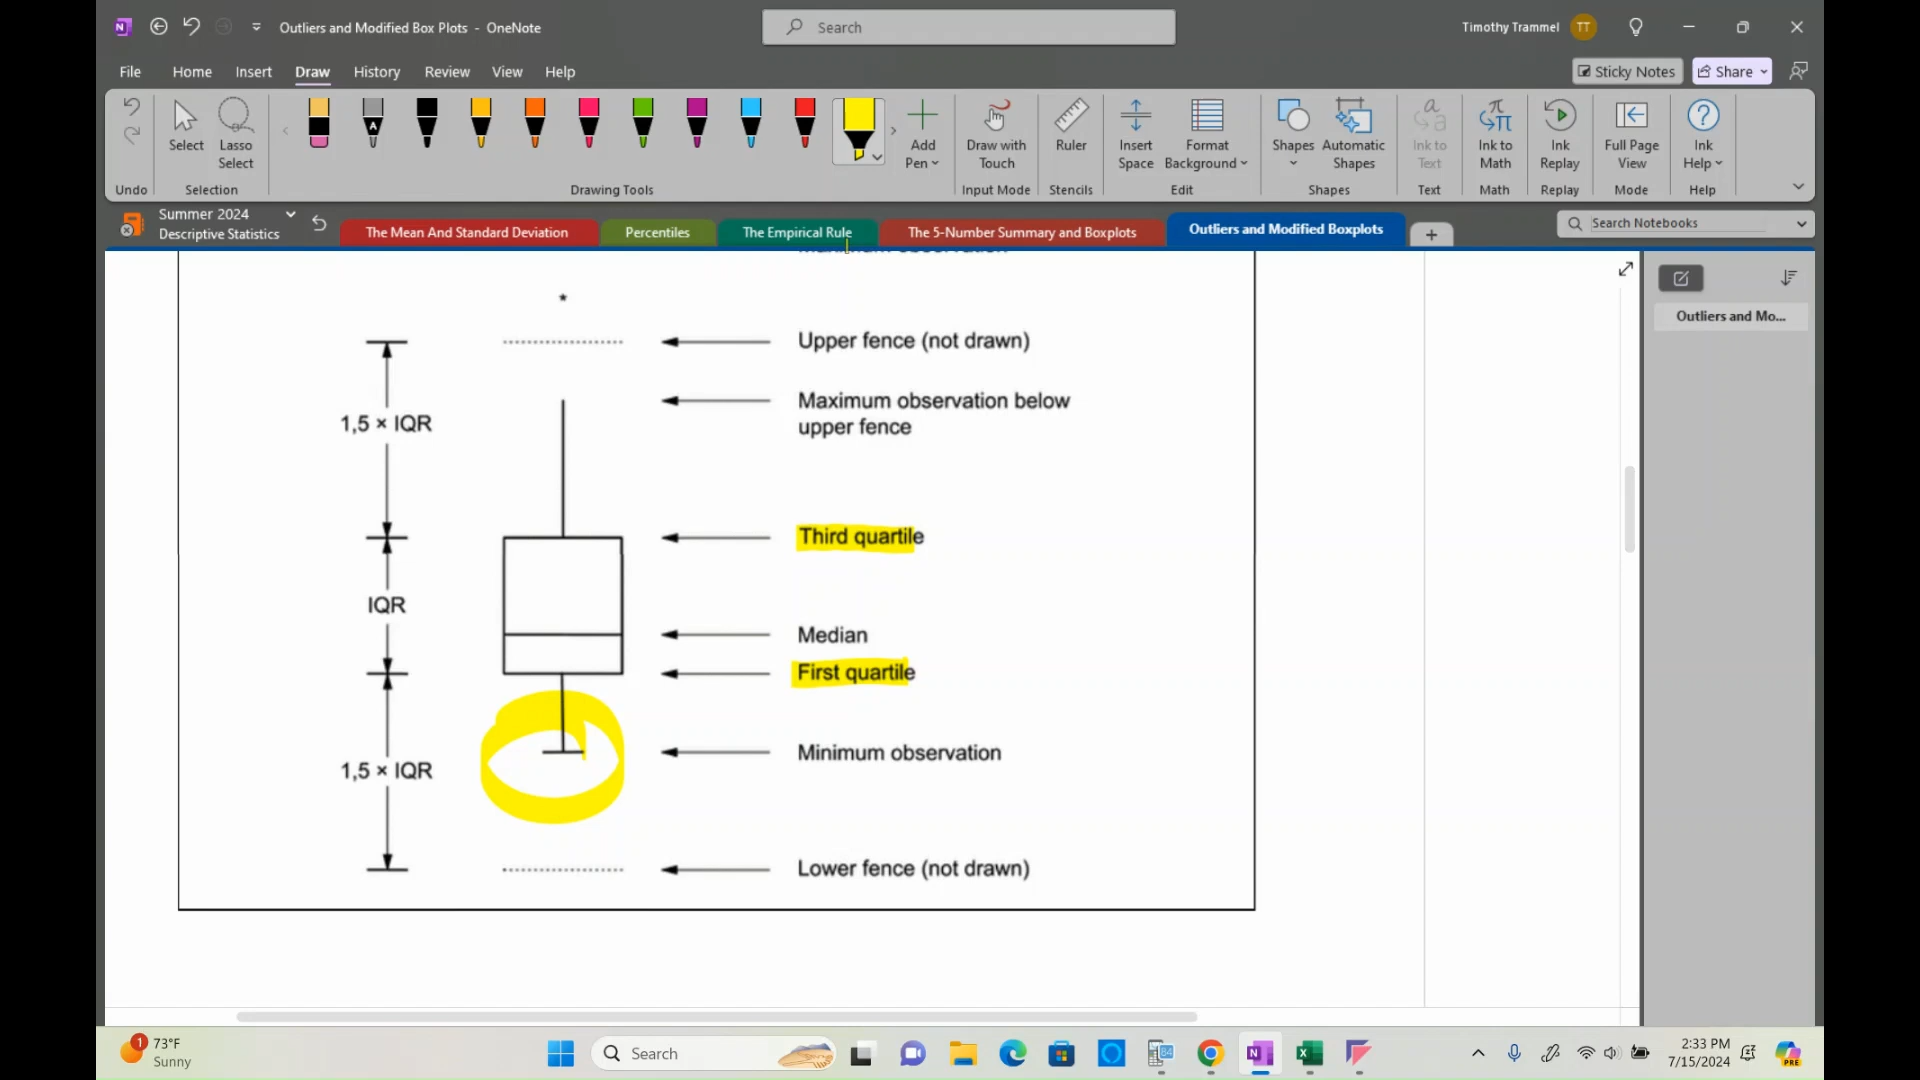 Outliers and Modified Box Plots - OneNote
Search
Timothy Trammel
TT
File Home Insert Draw History Review View Help
Sticky Notes
Share
Select
Lasso Select
Add Pen
Draw with Touch
Ruler
Insert Space
Format Background
Shapes
Automatic Shapes
Ink to Text
Ink to Math
Ink Replay
Full Page View
Ink Help
Undo Selection Drawing Tools Input Mode Stencils Edit Shapes Text Math Replay Mode Help
Summer 2024
Descriptive Statistics
The Mean And Standard Deviation
Percentiles
The Empirical Rule
The 5-Number Summary and Boxplots
Outliers and Modified Boxplots
Search Notebooks
Outliers and Mo...
Maximum observation
*
Upper fence (not drawn)
Maximum observation below
upper fence
1,5 × IQR
Third quartile
IQR
Median
First quartile
Minimum observation
1,5 × IQR
Lower fence (not drawn)
1
73°F
Sunny
Search
84
2:33 PM
7/15/2024
PRE